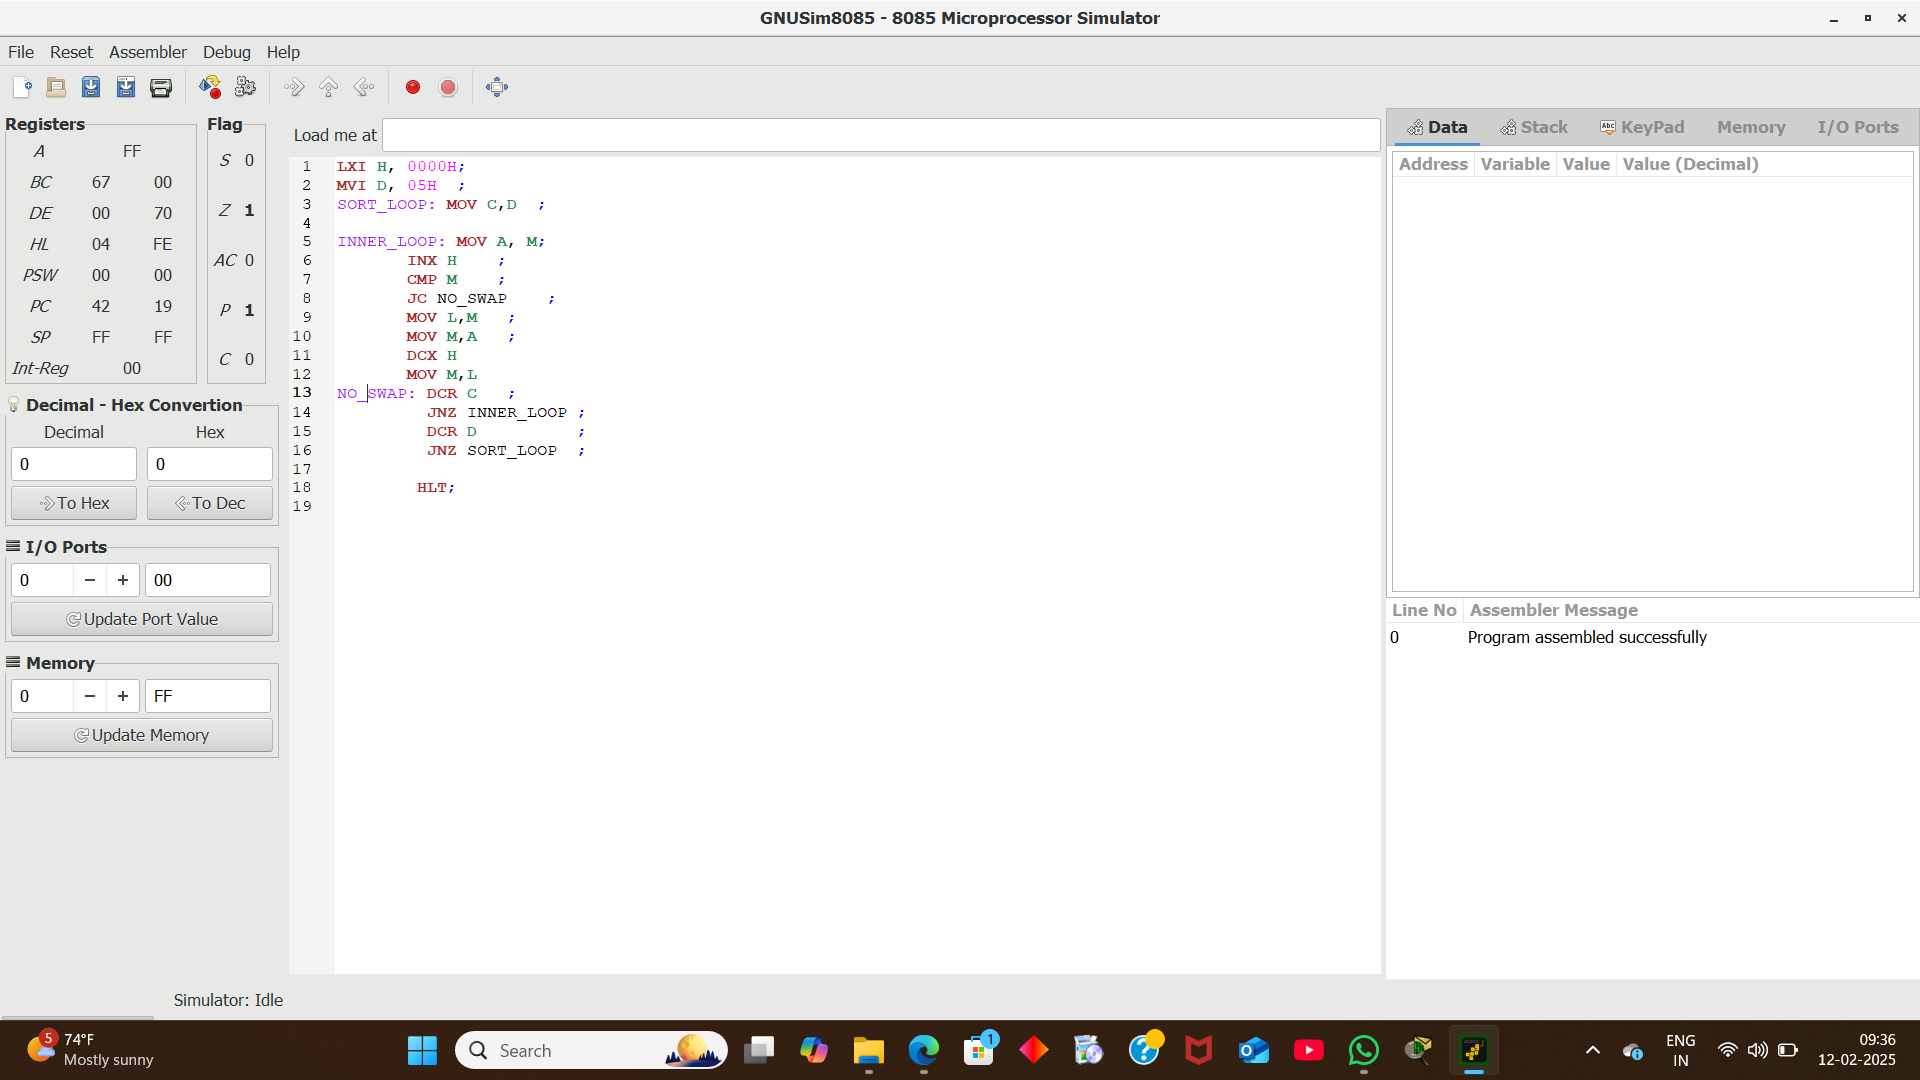 GNUSim8085 - 8085 Microprocessor Simulator
File Reset Assembler Debug Help
Registers
A FF
BC 67 00
DE 00 70
HL 04 FE
PSW 00 00
PC 42 19
SP FF FF
Int-Reg 00
Flag
S 0
Z 1
AC 0
P 1
C 0
Decimal - Hex Convertion
Decimal Hex
0 0
To Hex To Dec
I/O Ports
0 − + 00
Update Port Value
Memory
0 − + FF
Update Memory
Load me at
1 LXI H, 0000H;
2 MVI D, 05H ;
3 SORT_LOOP: MOV C,D ;
4
5 INNER_LOOP: MOV A, M;
6 INX H ;
7 CMP M ;
8 JC NO_SWAP ;
9 MOV L,M ;
10 MOV M,A ;
11 DCX H
12 MOV M,L
13 NO_SWAP: DCR C ;
14 JNZ INNER_LOOP ;
15 DCR D ;
16 JNZ SORT_LOOP ;
17
18 HLT;
19
Data Stack Abc KeyPad Memory I/O Ports
Address Variable Value Value (Decimal)
Line No Assembler Message
0 Program assembled successfully
Simulator: Idle
5 74°F
Mostly sunny
Search
1
?
ENG
IN
09:36
12-02-2025